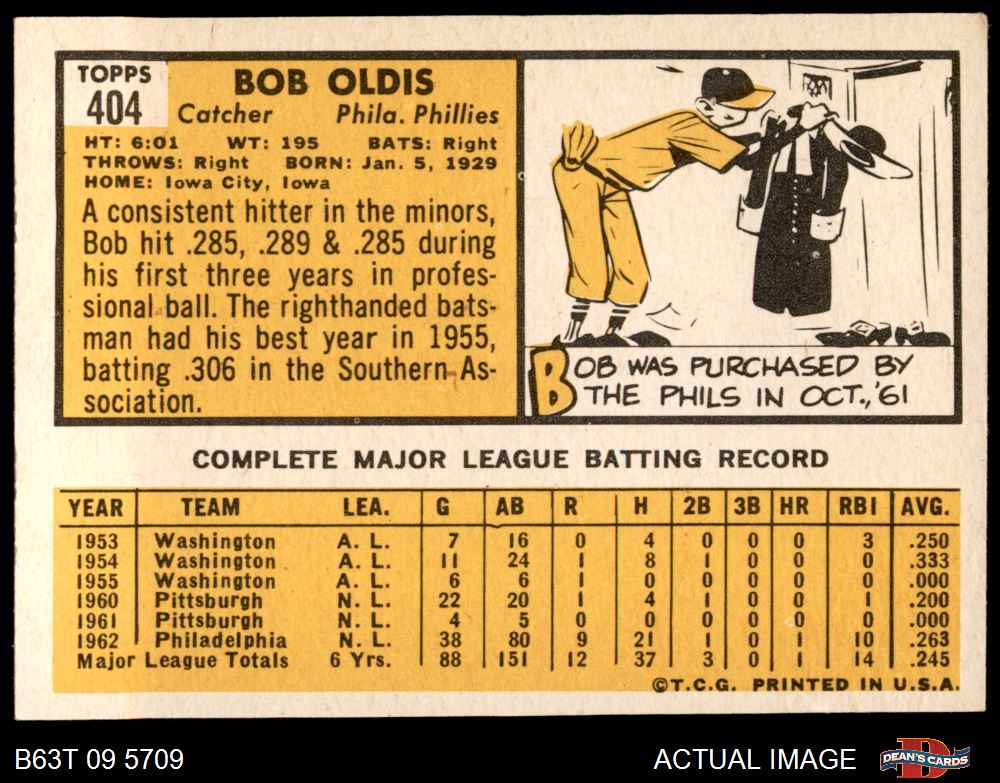 TOPPS
404
BOB OLDIS
Catcher Phila. Phillies
HT: 6:01 WT: 195 BATS: Right
THROWS: Right BORN: Jan. 5, 1929
HOME: Iowa City, Iowa
A consistent hitter in the minors,
Bob hit .285, .289 & .285 during
his first three years in profes-
sional ball. The righthanded bats-
man had his best year in 1955,
batting .306 in the Southern As-
sociation.
BOB WAS PURCHASED BY
THE PHILS IN OCT., '61
COMPLETE MAJOR LEAGUE BATTING RECORD
YEAR TEAM LEA. G AB R H 2B 3B HR RBI AVG.
1953 Washington A. L. 7 16 0 4 0 0 0 3 .250
1954 Washington A. L. 11 24 1 8 1 0 0 0 .333
1955 Washington A. L. 6 6 1 0 0 0 0 0 .000
1960 Pittsburgh N. L. 22 20 1 4 1 0 0 1 .200
1961 Pittsburgh N. L. 4 5 0 0 0 0 0 0 .000
1962 Philadelphia N. L. 38 80 9 21 1 0 1 10 .263
Major League Totals 6 Yrs. 88 151 12 37 3 0 1 14 .245
©T.C.G. PRINTED IN U.S.A.
B63T 09 5709 ACTUAL IMAGE
DEAN'S CARDS